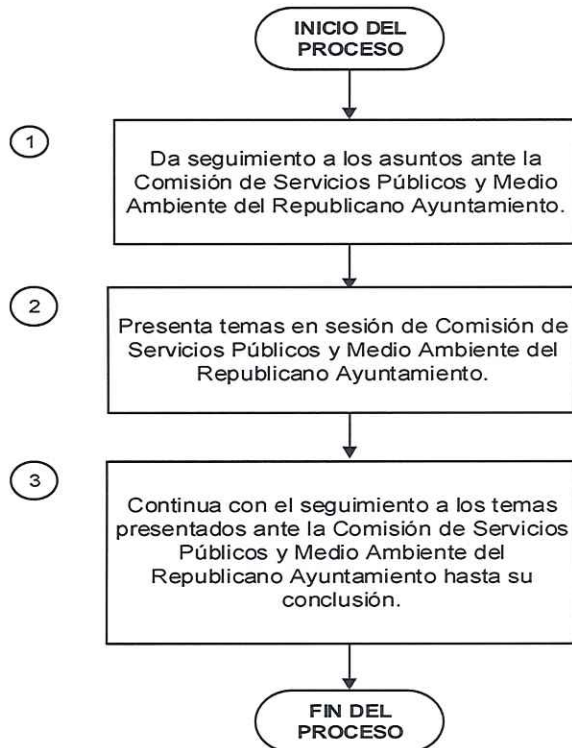 INICIO DEL
PROCESO
1
Da seguimiento a los asuntos ante la
Comisión de Servicios Públicos y Medio
Ambiente del Republicano Ayuntamiento.
2
Presenta temas en sesión de Comisión de
Servicios Públicos y Medio Ambiente del
Republicano Ayuntamiento.
3
Continua con el seguimiento a los temas
presentados ante la Comisión de Servicios
Públicos y Medio Ambiente del
Republicano Ayuntamiento hasta su
conclusión.
FIN DEL
PROCESO